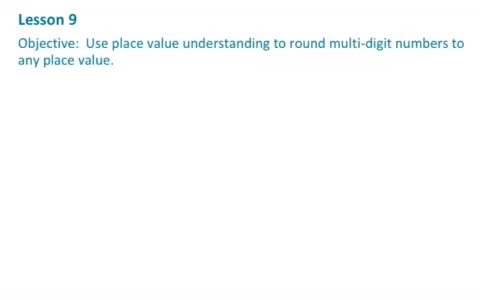 Lesson 9
Objective:  Use place value understanding to round multi-digit numbers to
any place value.